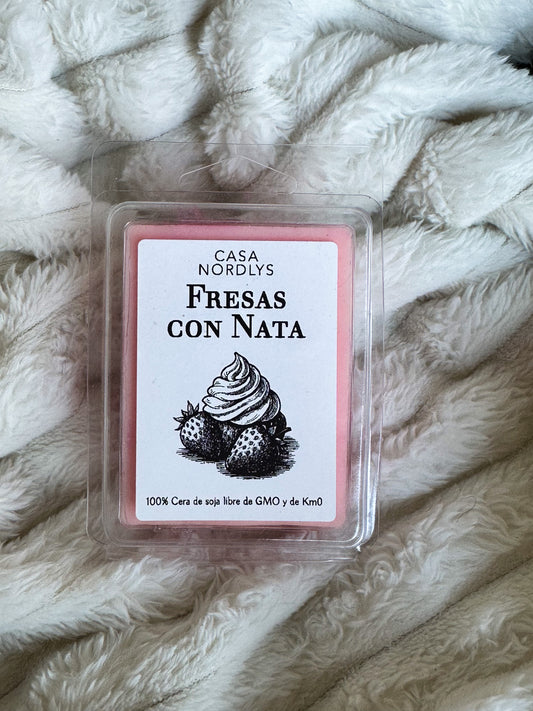 CASA
NORDLYS
FRESAS
CON NATA
100% Cera de soja libre de GMO y de Km0